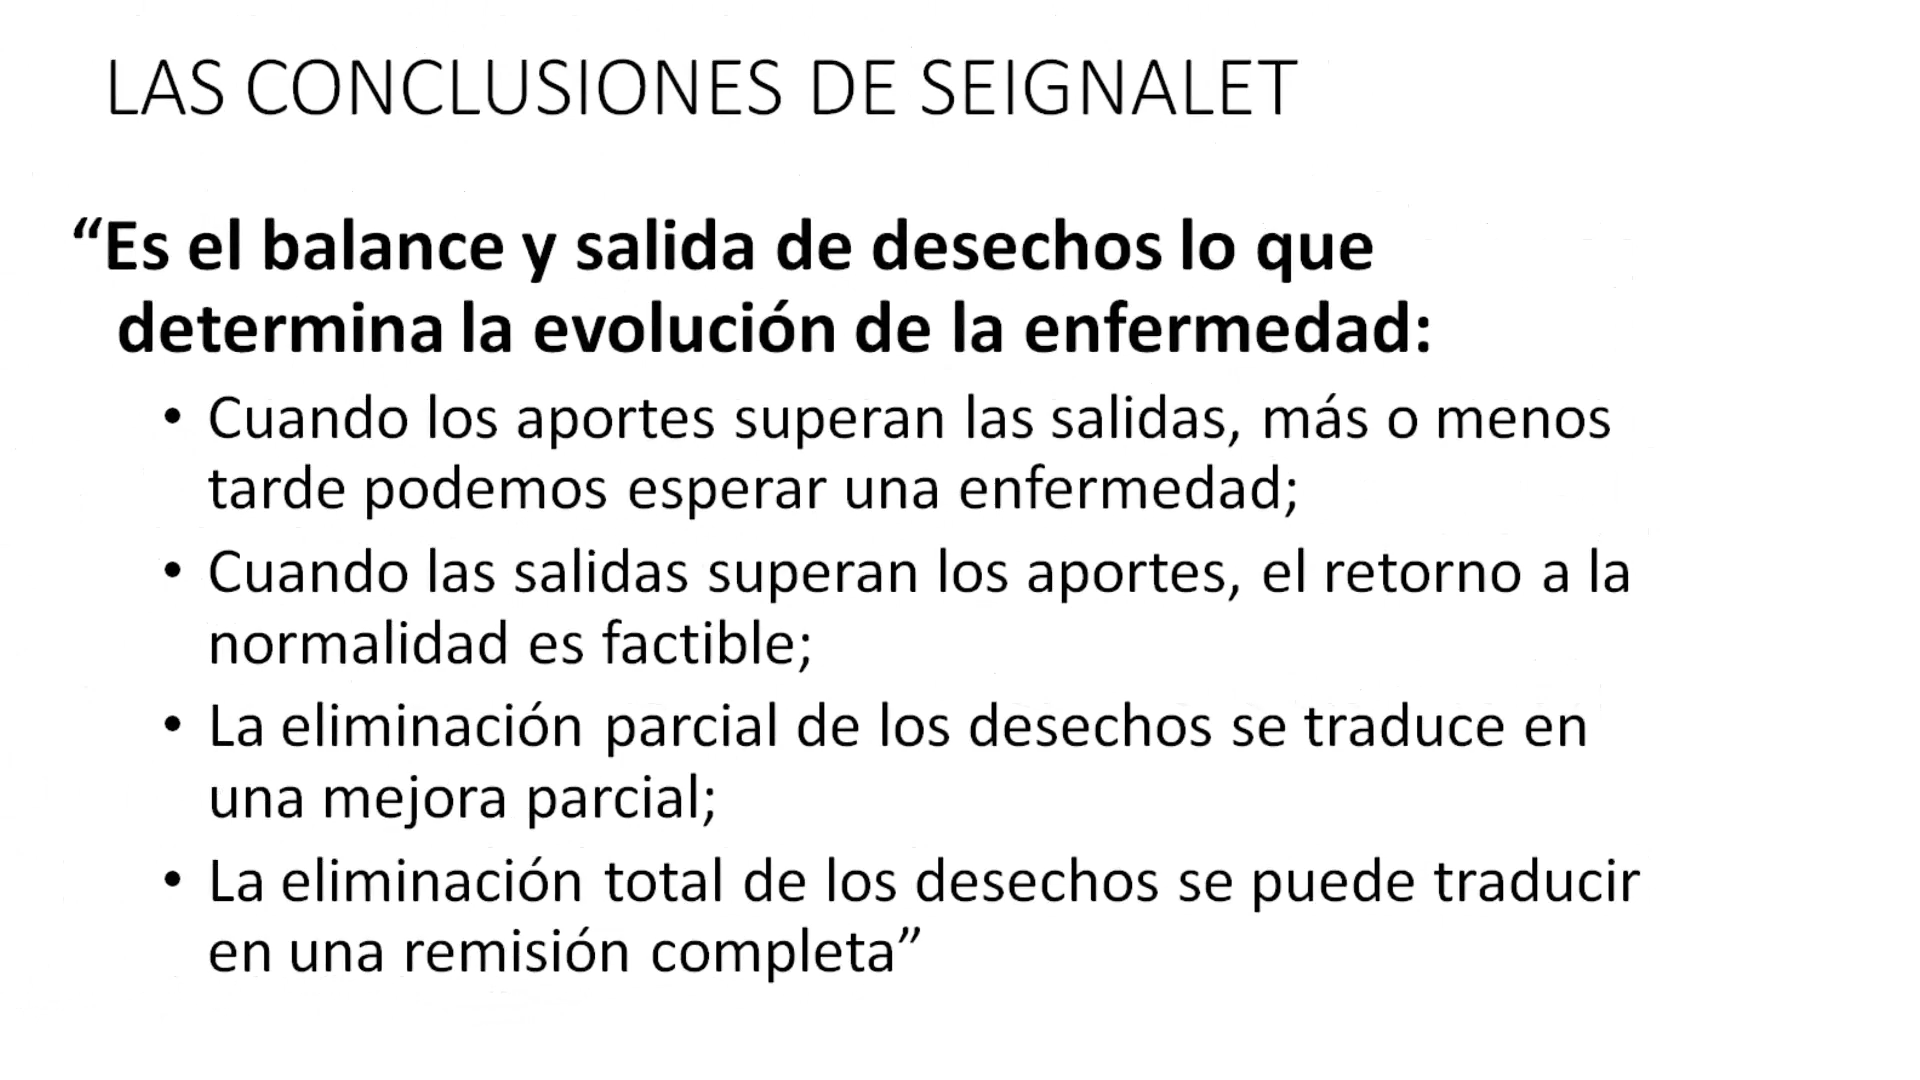 LAS CONCLUSIONES DE SEIGNALET
“Es el balance y salida de desechos lo que
determina la evolución de la enfermedad:
• Cuando los aportes superan las salidas, más o menos
tarde podemos esperar una enfermedad;
• Cuando las salidas superan los aportes, el retorno a la
normalidad es factible;
• La eliminación parcial de los desechos se traduce en
una mejora parcial;
• La eliminación total de los desechos se puede traducir
en una remisión completa”